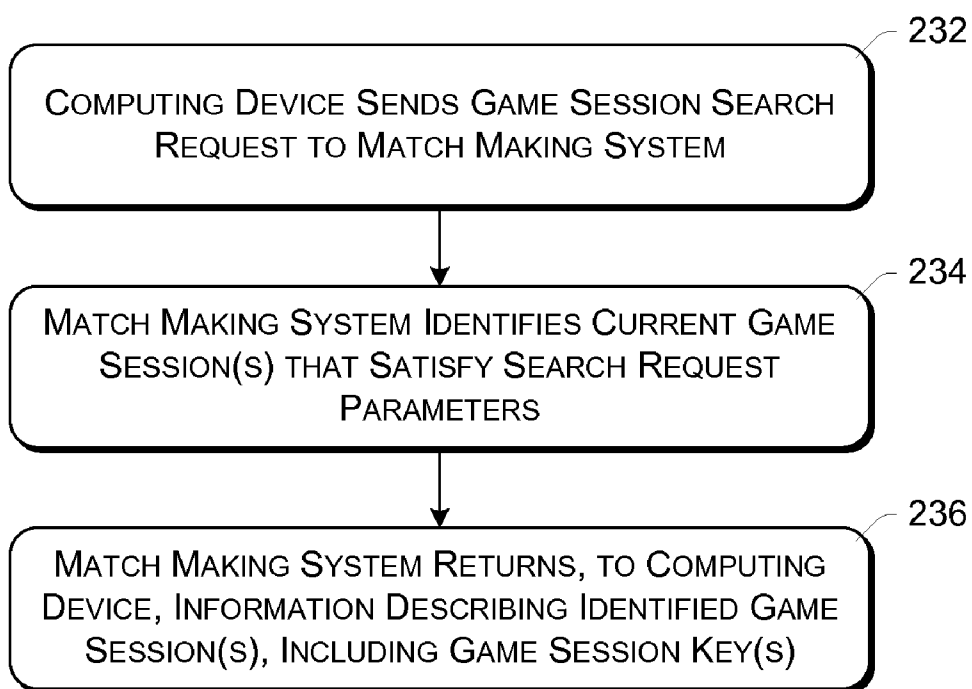 232
COMPUTING DEVICE SENDS GAME SESSION SEARCH
REQUEST TO MATCH MAKING SYSTEM
234
MATCH MAKING SYSTEM IDENTIFIES CURRENT GAME
SESSION(S) THAT SATISFY SEARCH REQUEST
PARAMETERS
236
MATCH MAKING SYSTEM RETURNS, TO COMPUTING
DEVICE, INFORMATION DESCRIBING IDENTIFIED GAME
SESSION(S), INCLUDING GAME SESSION KEY(S)